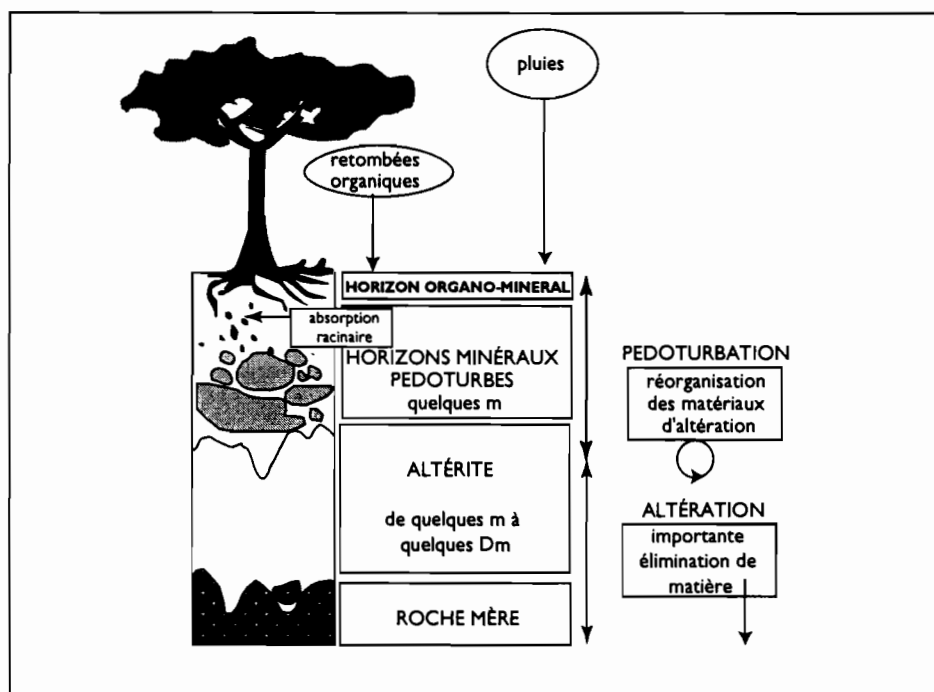 pluies
retombées
organiques
HORIZON ORGANO-MINERAL
absorption
racinaire
HORIZONS MINÉRAUX
PEDOTURBES
quelques m
PEDOTURBATION
réorganisation
des matériaux
d'altération
ALTÉRITE
de quelques m à
quelques Dm
ALTÉRATION
importante
élimination de
matière
ROCHE MÈRE